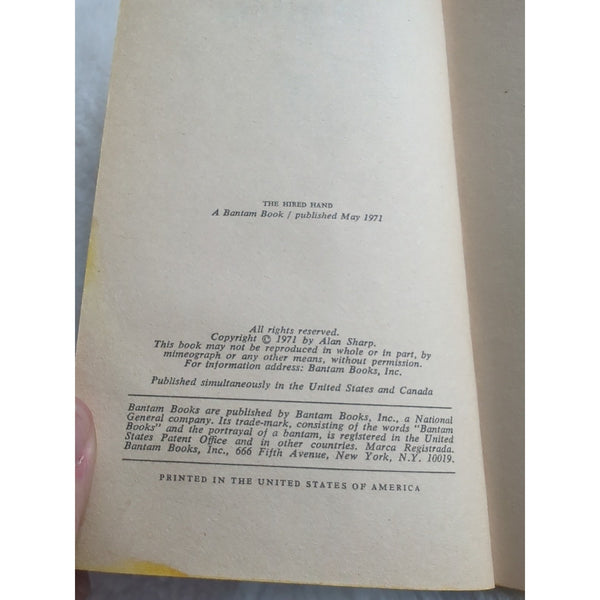 THE HIRED HAND
A Bantam Book / published May 1971
All rights reserved.
Copyright © 1971 by Alan Sharp.
This book may not be reproduced in whole or in part, by
mimeograph or any other means, without permission.
For information address: Bantam Books, Inc.
Published simultaneously in the United States and Canada
Bantam Books are published by Bantam Books, Inc., a National
General company. Its trade-mark, consisting of the words "Bantam
Books" and the portrayal of a bantam, is registered in the United
States Patent Office and in other countries. Marca Registrada.
Bantam Books, Inc., 666 Fifth Avenue, New York, N.Y. 10019.
PRINTED IN THE UNITED STATES OF AMERICA